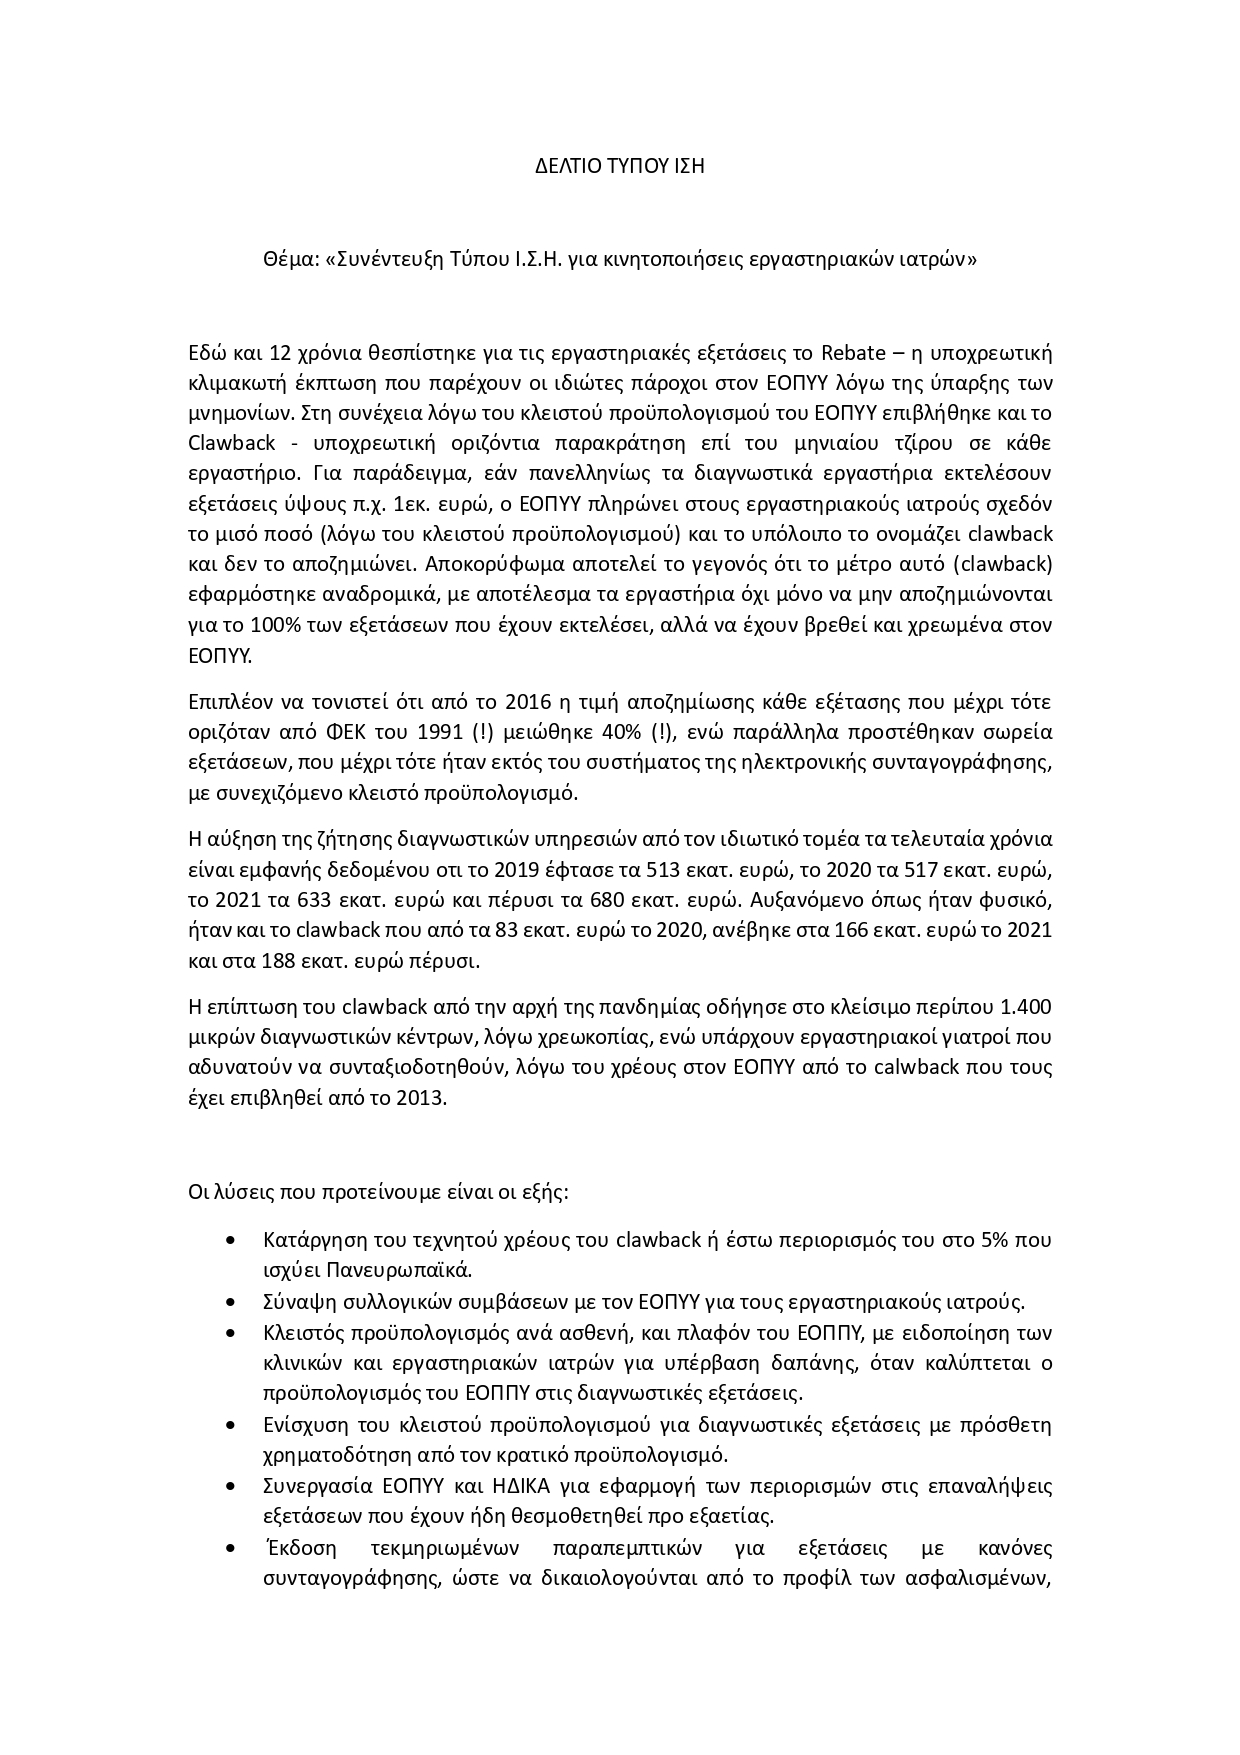 ΔΕΛΤΙΟ ΤΥΠΟΥ ΙΣΗ
Θέμα: «Συνέντευξη Τύπου Ι.Σ.Η. για κινητοποιήσεις εργαστηριακών ιατρών»
Εδώ και 12 χρόνια θεσπίστηκε για τις εργαστηριακές εξετάσεις το Rebate – η υποχρεωτική
κλιμακωτή έκπτωση που παρέχουν οι ιδιώτες πάροχοι στον ΕΟΠΥΥ λόγω της ύπαρξης των
μνημονίων. Στη συνέχεια λόγω του κλειστού προϋπολογισμού του ΕΟΠΥΥ επιβλήθηκε και το
Clawback - υποχρεωτική οριζόντια παρακράτηση επί του μηνιαίου τζίρου σε κάθε
εργαστήριο. Για παράδειγμα, εάν πανελληνίως τα διαγνωστικά εργαστήρια εκτελέσουν
εξετάσεις ύψους π.χ. 1εκ. ευρώ, ο ΕΟΠΥΥ πληρώνει στους εργαστηριακούς ιατρούς σχεδόν
το μισό ποσό (λόγω του κλειστού προϋπολογισμού) και το υπόλοιπο το ονομάζει clawback
και δεν το αποζημιώνει. Αποκορύφωμα αποτελεί το γεγονός ότι το μέτρο αυτό (clawback)
εφαρμόστηκε αναδρομικά, με αποτέλεσμα τα εργαστήρια όχι μόνο να μην αποζημιώνονται
για το 100% των εξετάσεων που έχουν εκτελέσει, αλλά να έχουν βρεθεί και χρεωμένα στον
ΕΟΠΥΥ.
Επιπλέον να τονιστεί ότι από το 2016 η τιμή αποζημίωσης κάθε εξέτασης που μέχρι τότε
οριζόταν από ΦΕΚ του 1991 (!) μειώθηκε 40% (!), ενώ παράλληλα προστέθηκαν σωρεία
εξετάσεων, που μέχρι τότε ήταν εκτός του συστήματος της ηλεκτρονικής συνταγογράφησης,
με συνεχιζόμενο κλειστό προϋπολογισμό.
Η αύξηση της ζήτησης διαγνωστικών υπηρεσιών από τον ιδιωτικό τομέα τα τελευταία χρόνια
είναι εμφανής δεδομένου οτι το 2019 έφτασε τα 513 εκατ. ευρώ, το 2020 τα 517 εκατ. ευρώ,
το 2021 τα 633 εκατ. ευρώ και πέρυσι τα 680 εκατ. ευρώ. Αυξανόμενο όπως ήταν φυσικό,
ήταν και το clawback που από τα 83 εκατ. ευρώ το 2020, ανέβηκε στα 166 εκατ. ευρώ το 2021
και στα 188 εκατ. ευρώ πέρυσι.
Η επίπτωση του clawback από την αρχή της πανδημίας οδήγησε στο κλείσιμο περίπου 1.400
μικρών διαγνωστικών κέντρων, λόγω χρεωκοπίας, ενώ υπάρχουν εργαστηριακοί γιατροί που
αδυνατούν να συνταξιοδοτηθούν, λόγω του χρέους στον ΕΟΠΥΥ από το calwback που τους
έχει επιβληθεί από το 2013.
Οι λύσεις που προτείνουμε είναι οι εξής:
• Κατάργηση του τεχνητού χρέους του clawback ή έστω περιορισμός του στο 5% που
ισχύει Πανευρωπαϊκά.
• Σύναψη συλλογικών συμβάσεων με τον ΕΟΠΥΥ για τους εργαστηριακούς ιατρούς.
• Κλειστός προϋπολογισμός ανά ασθενή, και πλαφόν του ΕΟΠΠΥ, με ειδοποίηση των
κλινικών και εργαστηριακών ιατρών για υπέρβαση δαπάνης, όταν καλύπτεται ο
προϋπολογισμός του ΕΟΠΠΥ στις διαγνωστικές εξετάσεις.
• Ενίσχυση του κλειστού προϋπολογισμού για διαγνωστικές εξετάσεις με πρόσθετη
χρηματοδότηση από τον κρατικό προϋπολογισμό.
• Συνεργασία ΕΟΠΥΥ και ΗΔΙΚΑ για εφαρμογή των περιορισμών στις επαναλήψεις
εξετάσεων που έχουν ήδη θεσμοθετηθεί προ εξαετίας.
• Έκδοση τεκμηριωμένων παραπεμπτικών για εξετάσεις με κανόνες
συνταγογράφησης, ώστε να δικαιολογούνται από το προφίλ των ασφαλισμένων,